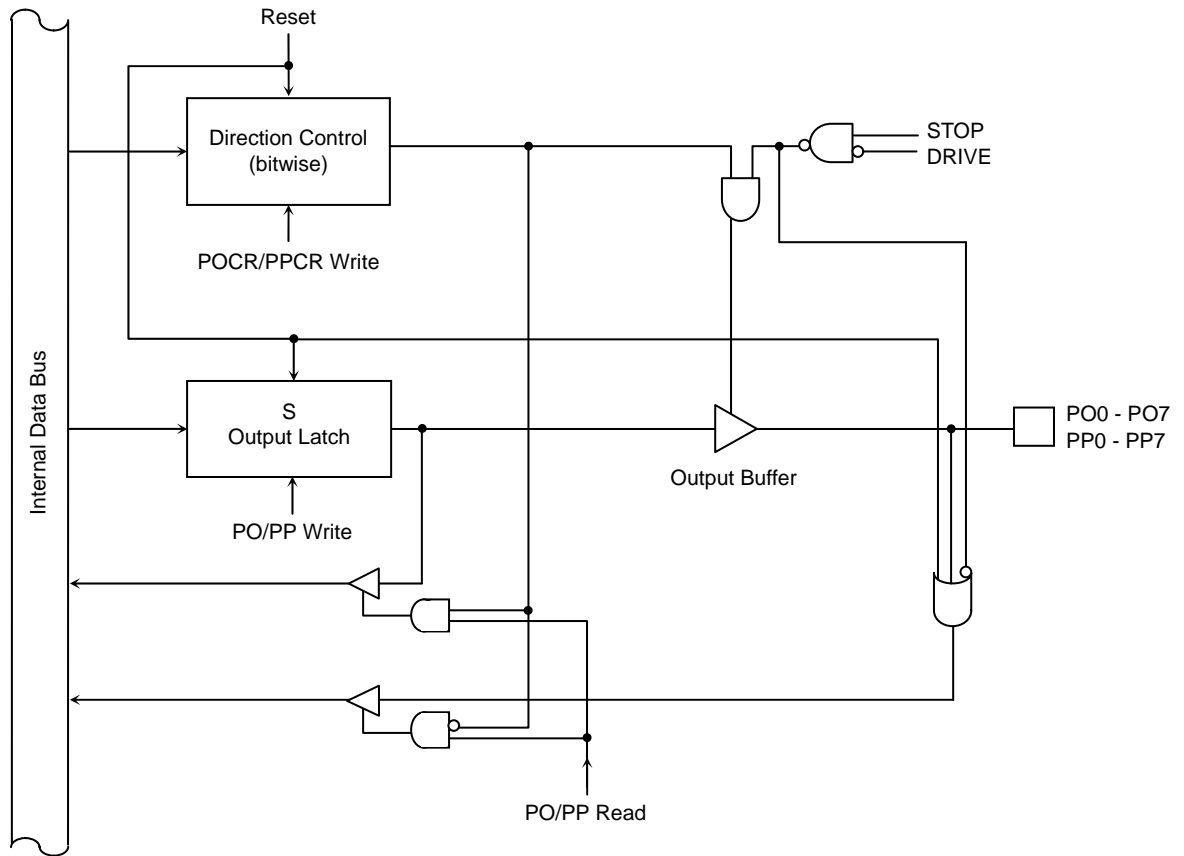 Reset
Direction Control
(bitwise)
STOP
DRIVE
POCR/PPCR Write
Internal Data Bus
S
Output Latch
PO0 - PO7
PP0 - PP7
Output Buffer
PO/PP Write
PO/PP Read